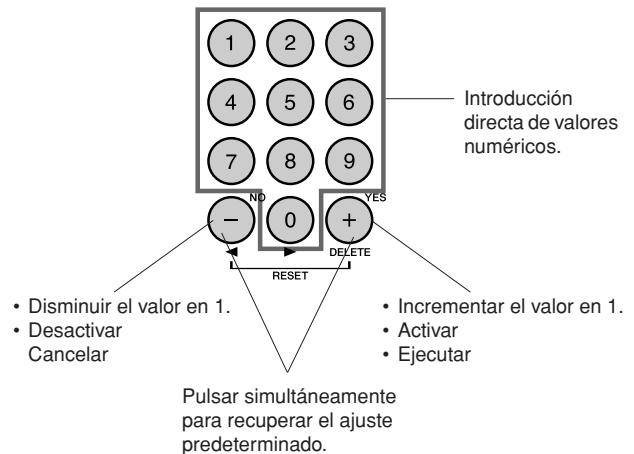 1 2 3
4 5 6
7 8 9
NO YES
− 0 +
◄ ► DELETE
RESET
Introducción
directa de valores
numéricos.
• Disminuir el valor en 1.
• Desactivar
Cancelar
• Incrementar el valor en 1.
• Activar
• Ejecutar
Pulsar simultáneamente
para recuperar el ajuste
predeterminado.